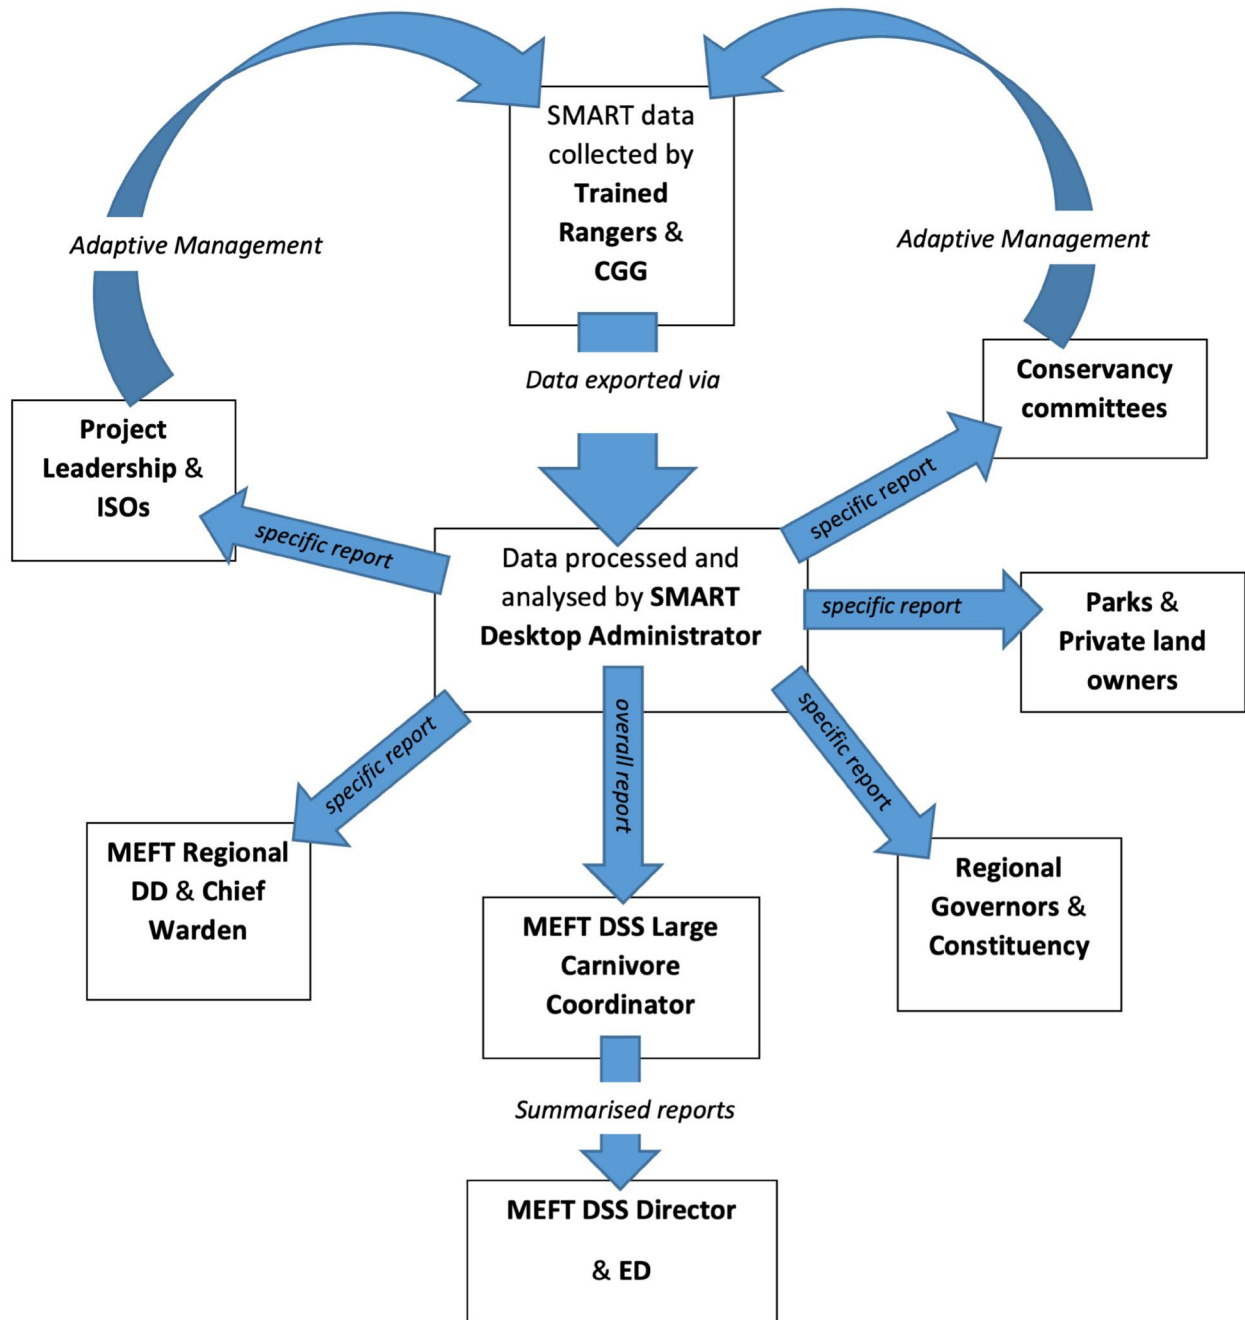 SMART data
collected by
Trained
Rangers &
CGG
Adaptive Management
Adaptive Management
Data exported via
Conservancy
committees
Project
Leadership &
ISOs
specific report
specific report
Data processed and
analysed by SMART
Desktop Administrator
specific report
Parks &
Private land
owners
specific report
overall report
specific report
MEFT Regional
DD & Chief
Warden
MEFT DSS Large
Carnivore
Coordinator
Regional
Governors &
Constituency
Summarised reports
MEFT DSS Director
& ED